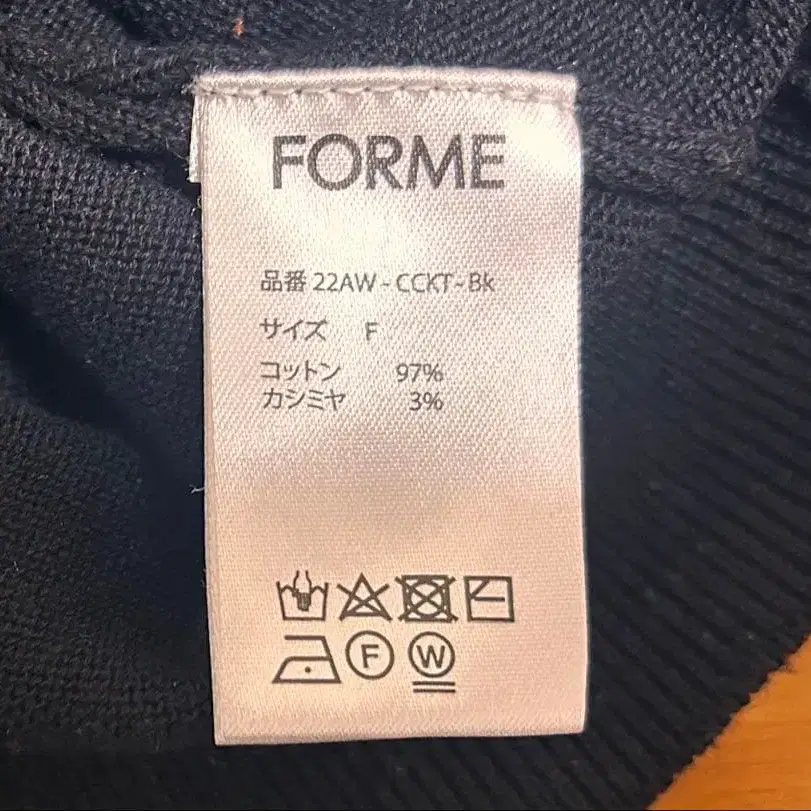 FORME
品番 22AW-CCKT-Bk
サイズ F
コットン 97%
カシミヤ 3%
F W